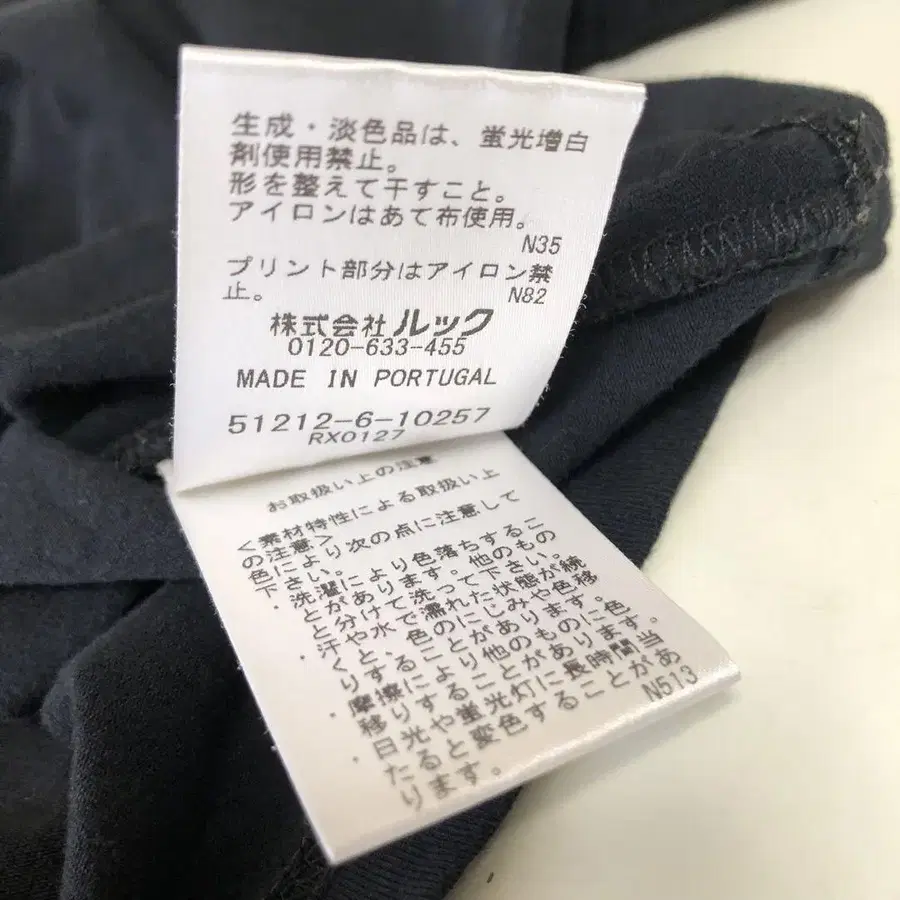 生成・淡色品は、蛍光増白
剤使用禁止。
形を整えて干すこと。
アイロンはあて布使用。
N35
プリント部分はアイロン禁
止。
N82
株式会社ルック
0120-633-455
MADE IN PORTUGAL
51212-6-10257
RX0127
お取扱い上の注意
＜素材特性による取扱い上
の注意＞
色により次の点に注意して
下さい。
・洗濯により色落ちするこ
とがあります。他のもの
と分けて洗って下さい。
・汗や水で濡れた状態が続
くと、色のにじみや色移
りすることがあります。
・摩擦により他のものに色
移りすることがあります。
・日光や蛍光灯に長時間当
たると変色することがあ
ります。
N513